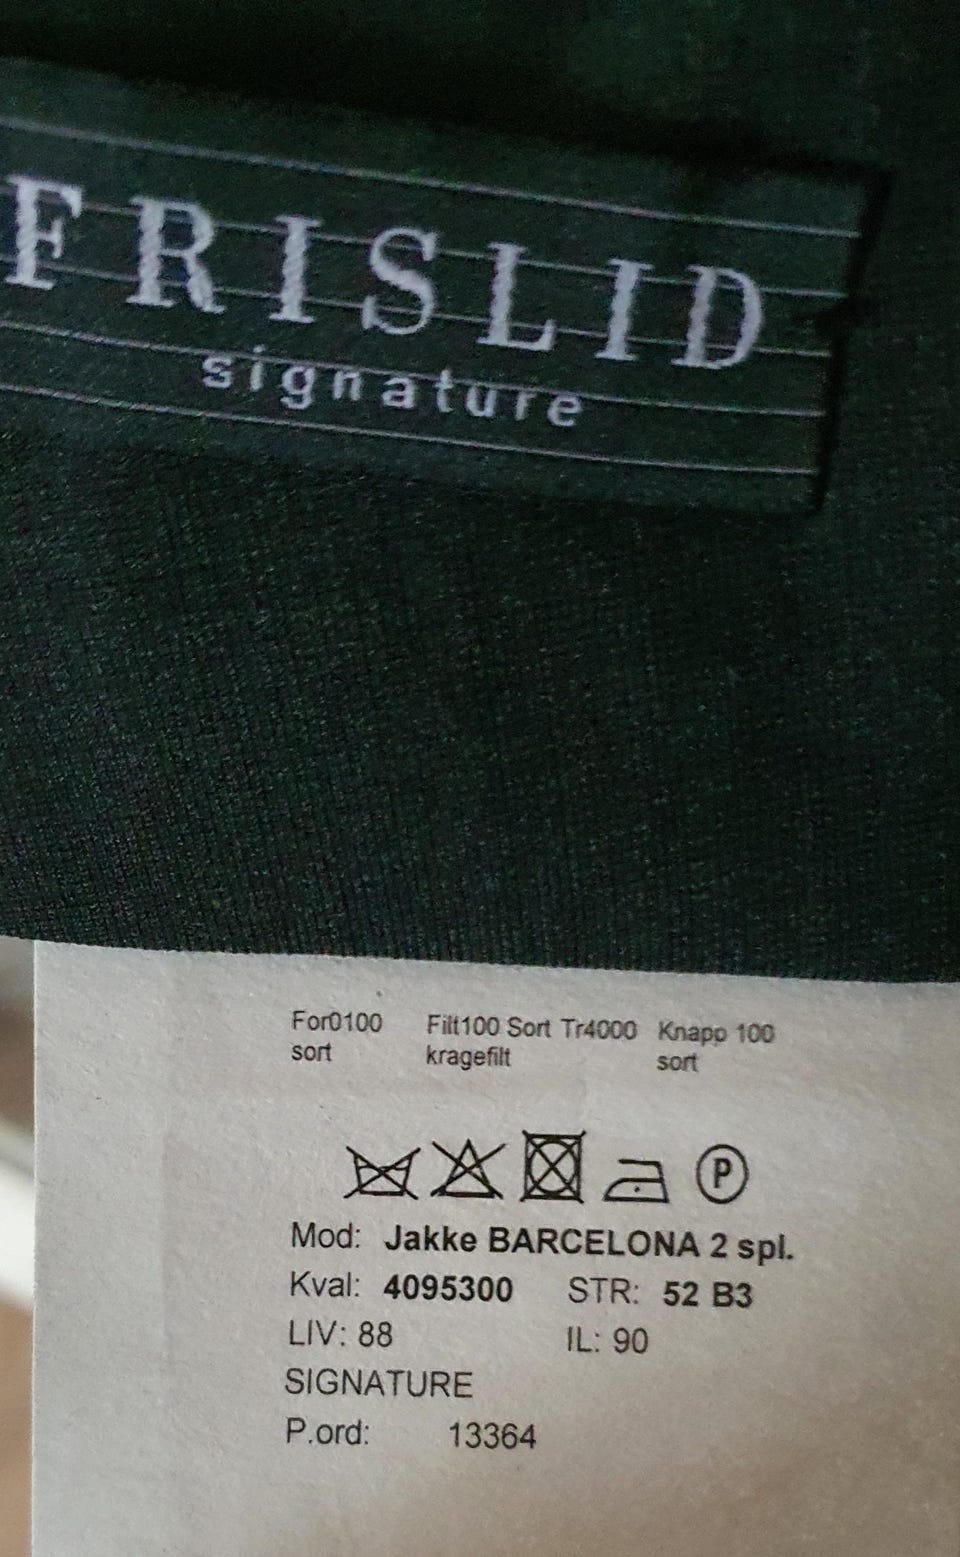 FRISLID
signature
For0100 Filt100 Sort Tr4000 Knapp 100
sort kragefilt sort
P
Mod: Jakke BARCELONA 2 spl.
Kval: 4095300 STR: 52 B3
LIV: 88 IL: 90
SIGNATURE
P.ord: 13364